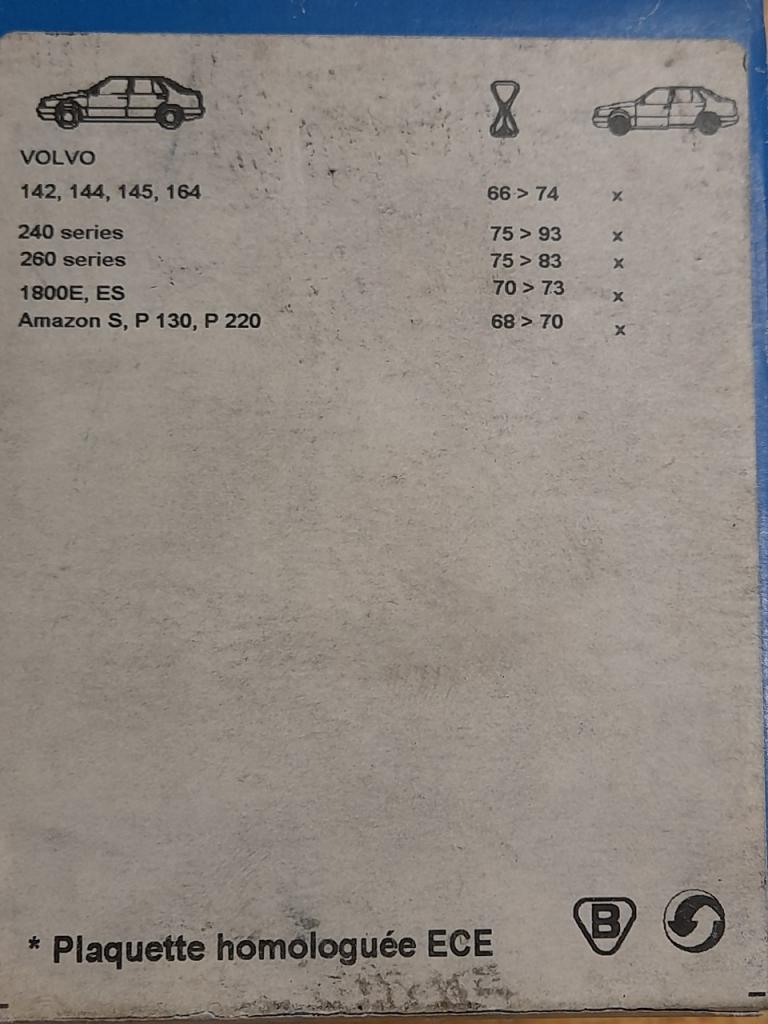 VOLVO
142, 144, 145, 164 66 > 74 x
240 series 75 > 93 x
260 series 75 > 83 x
1800E, ES 70 > 73 x
Amazon S, P 130, P 220 68 > 70 x
* Plaquette homologuée ECE
B